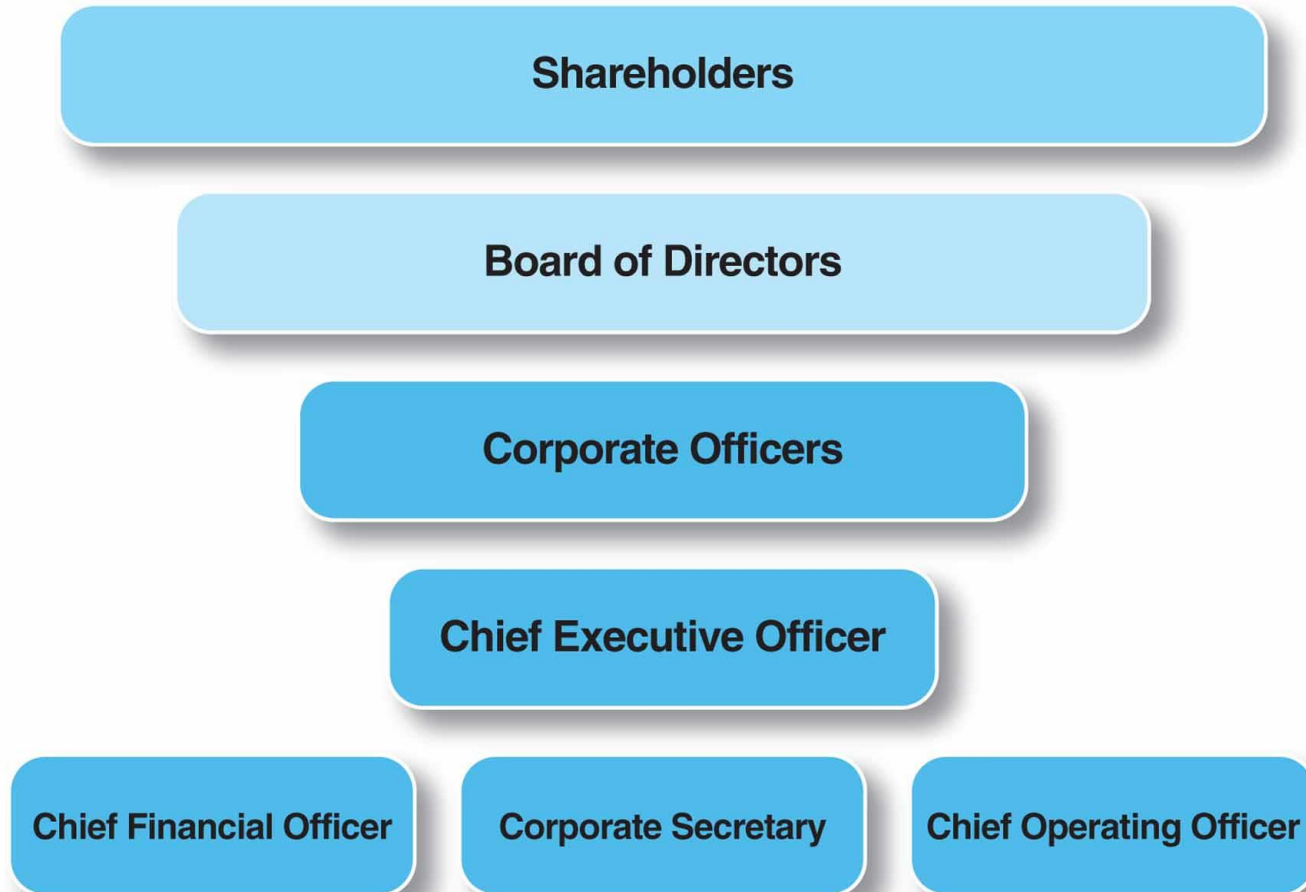 Shareholders
Board of Directors
Corporate Officers
Chief Executive Officer
Chief Financial Officer
Corporate Secretary
Chief Operating Officer